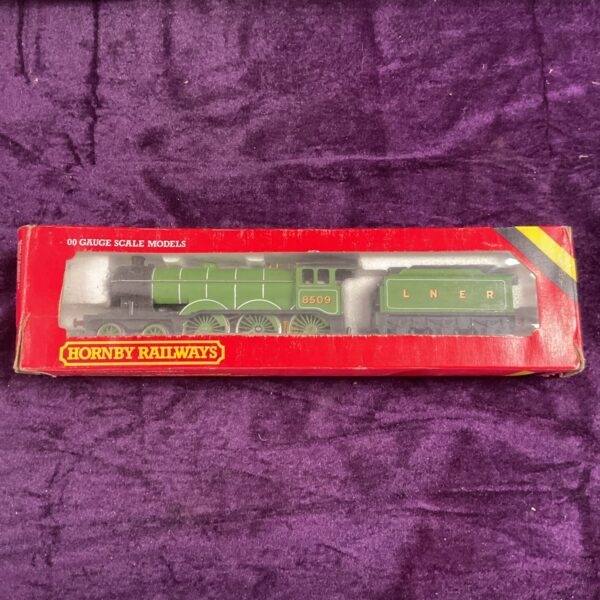 00 GAUGE SCALE MODELS
8509
L N E R
HORNBY RAILWAYS